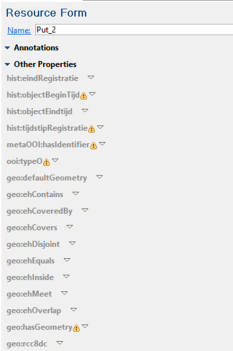 Resource Form
Name: Put_2
Annotations
Other Properties
hist:eindRegistratie
hist:objectBeginTijd
hist:objectEindtijd
hist:tijdstipRegistratie
metaOOI:hasIdentifier
ooi:typeO
geo:defaultGeometry
geo:ehContains
geo:ehCoveredBy
geo:ehCovers
geo:ehDisjoint
geo:ehEquals
geo:ehInside
geo:ehMeet
geo:ehOverlap
geo:hasGeometry
geo:rcc8dc